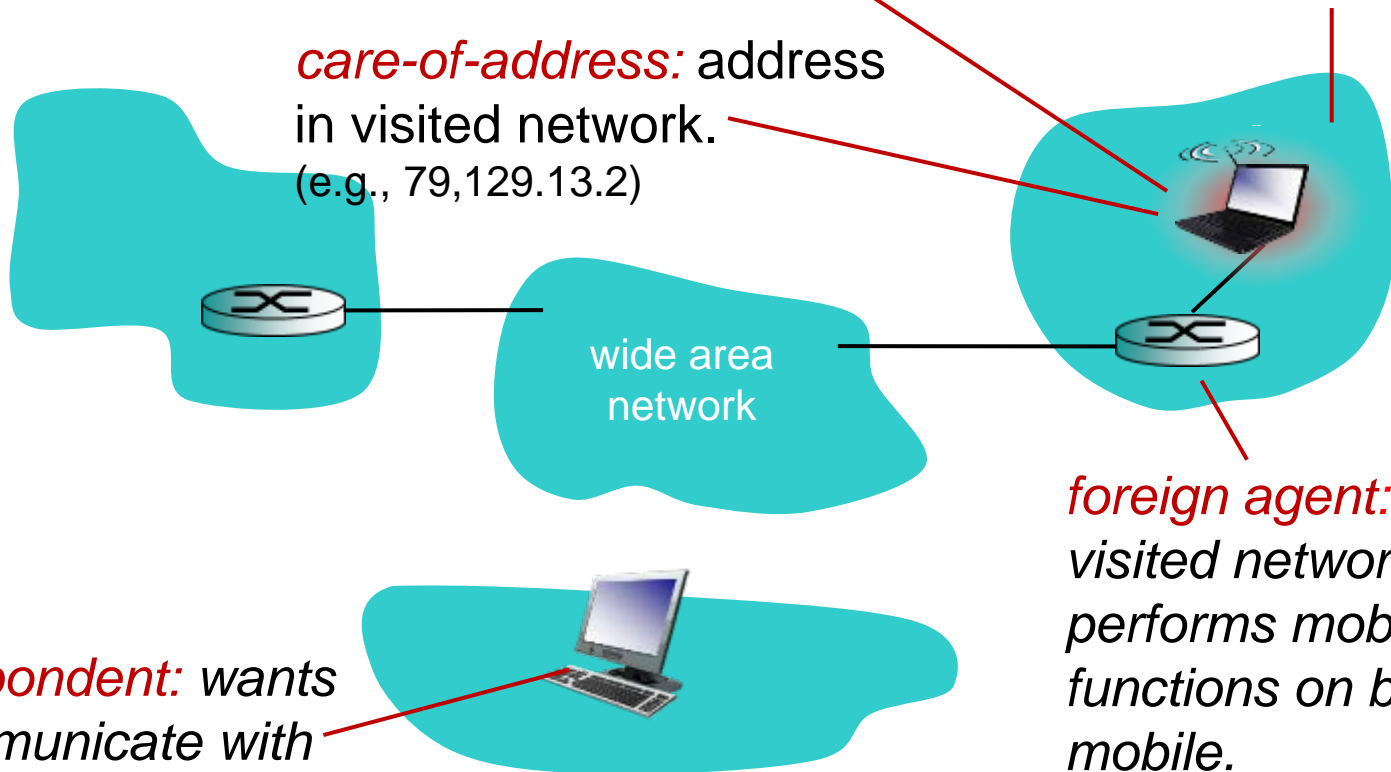 care-of-address: address
in visited network.
(e.g., 79,129.13.2)
wide area
network
foreign agent:
visited networ
performs mob
functions on b
mobile.
pondent: wants
municate with